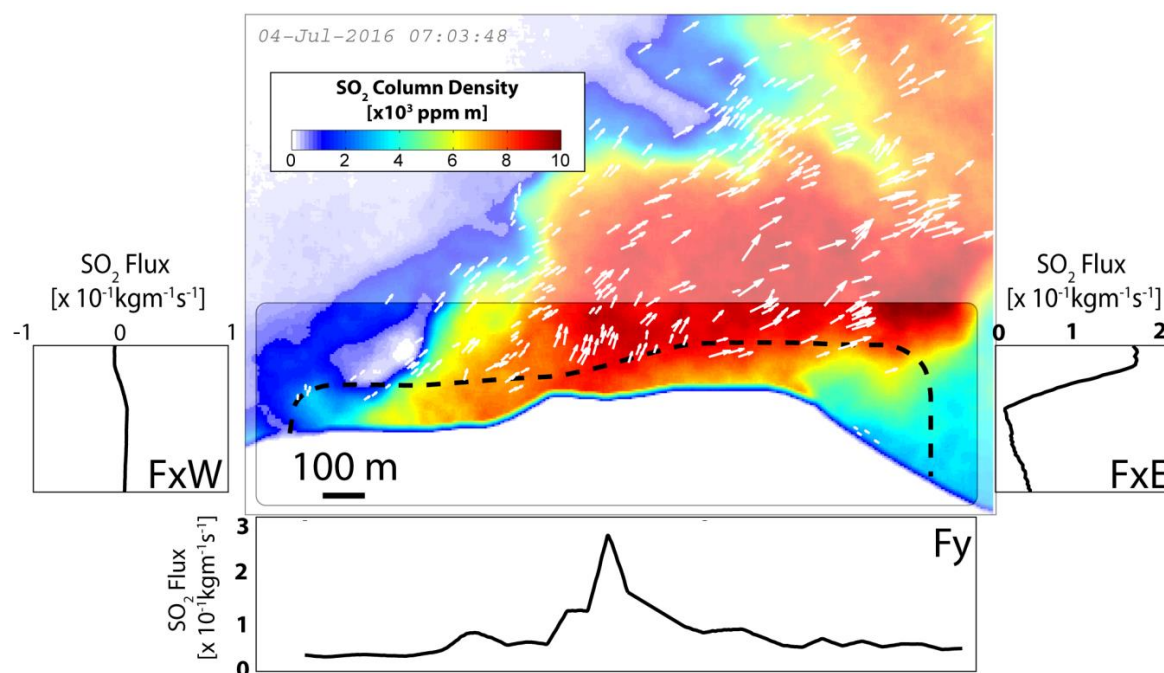 04-Jul-2016 07:03:48
SO₂ Column Density
[x10³ ppm m]
0 2 4 6 8 10
SO₂ Flux
[x 10⁻¹kgm⁻¹s⁻¹]
-1 0 1
FxW
100 m
SO₂ Flux
[x 10⁻¹kgm⁻¹s⁻¹]
0 1 2
FxE
SO₂ Flux
[x 10⁻¹kgm⁻¹s⁻¹]
3
2
1
0
Fy